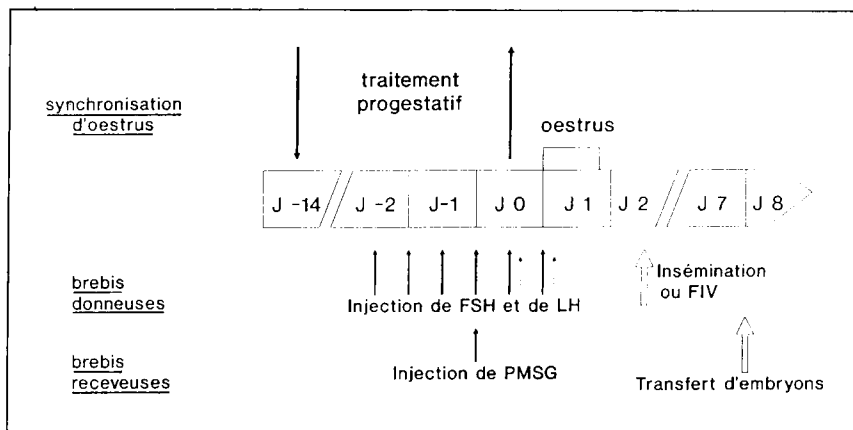 traitement
progestatif
synchronisation
d'oestrus
oestrus
J -14 J -2 J-1 J 0 J 1 J 2 J 7 J 8
brebis
donneuses
Injection de FSH et de LH
Insémination
ou FIV
brebis
receveuses
Injection de PMSG
Transfert d'embryons